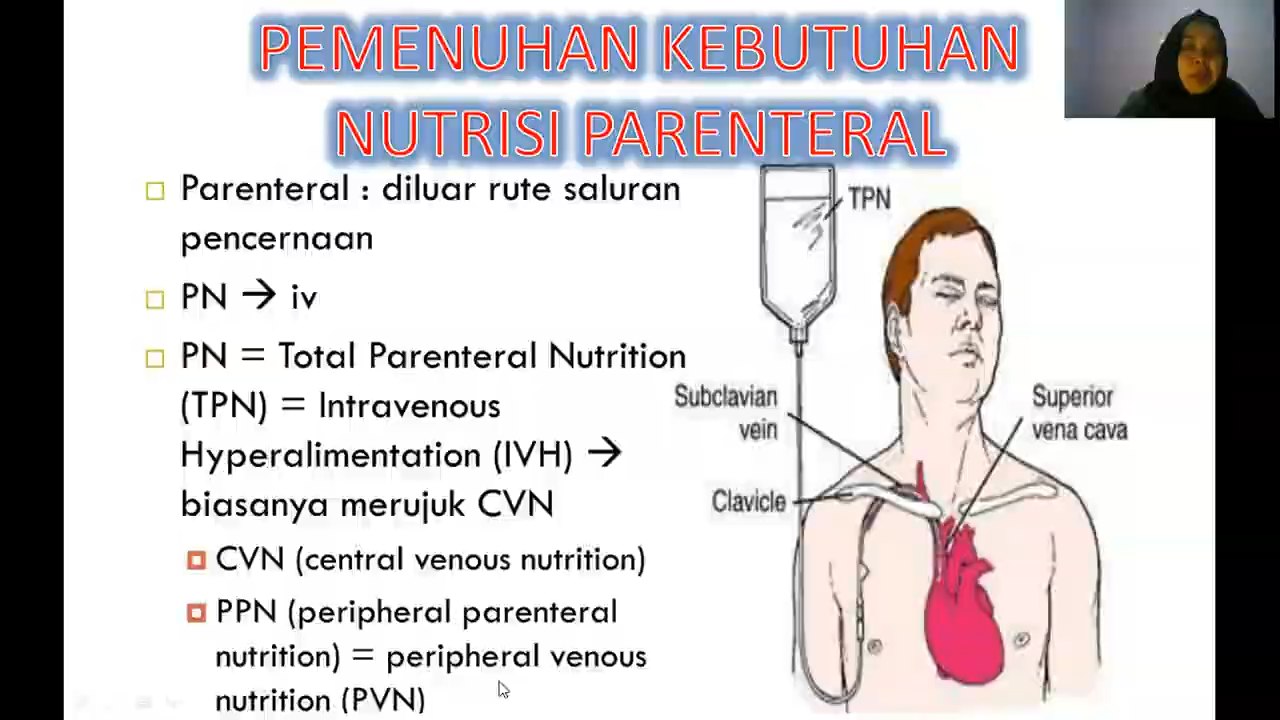 PEMENUHAN KEBUTUHAN
NUTRISI PARENTERAL
Parenteral : diluar rute saluran
pencernaan
PN → iv
PN = Total Parenteral Nutrition
(TPN) = Intravenous
Hyperalimentation (IVH) →
biasanya merujuk CVN
CVN (central venous nutrition)
PPN (peripheral parenteral
nutrition) = peripheral venous
nutrition (PVN)
TPN
Subclavian
vein
Superior
vena cava
Clavicle